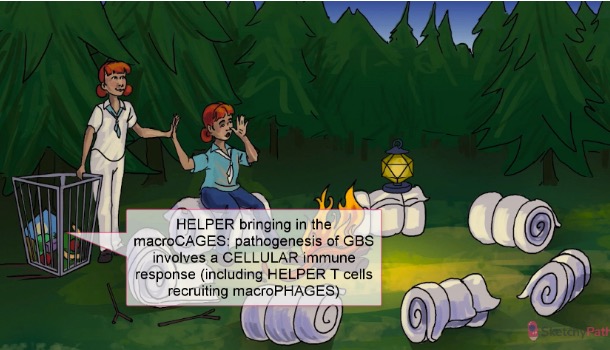 HELPER bringing in the
macroCAGES: pathogenesis of GBS
involves a CELLULAR immune
response (including HELPER T cells
recruiting macroPHAGES)
SketchyPath